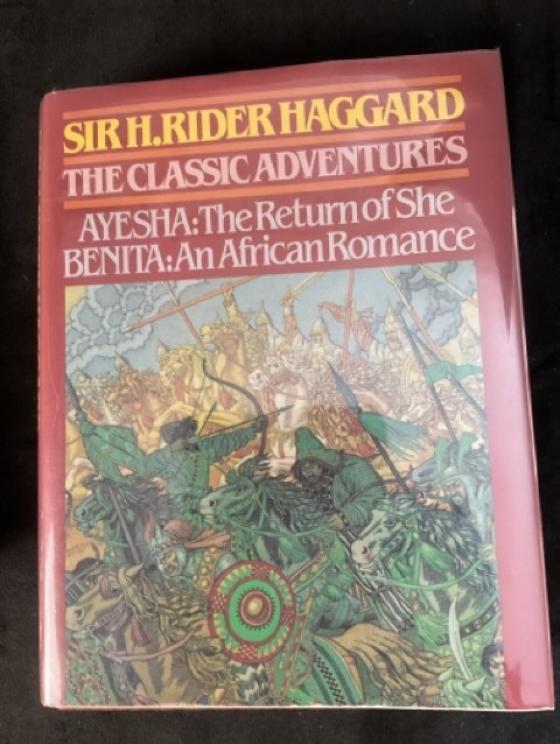 SIR H. RIDER HAGGARD
THE CLASSIC ADVENTURES
AYESHA: The Return of She
BENITA: An African Romance